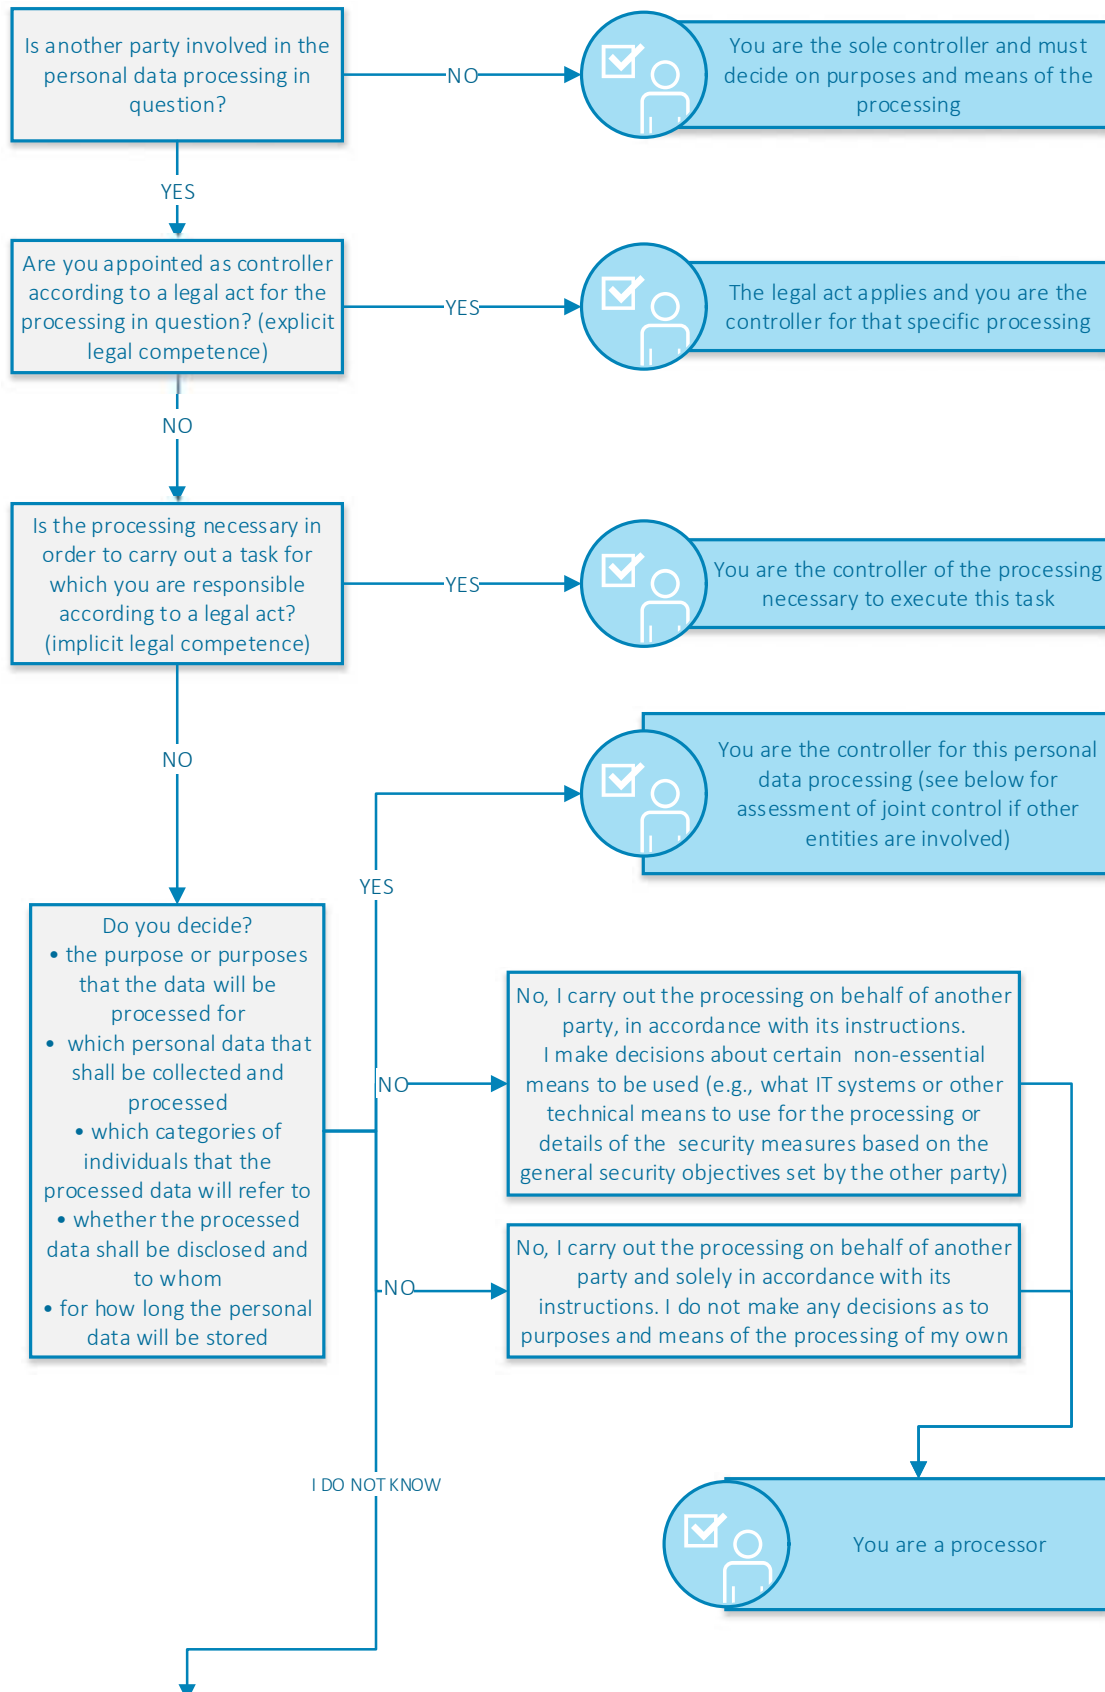 Is another party involved in the
personal data processing in
question?
NO
You are the sole controller and must
decide on purposes and means of the
processing
YES
Are you appointed as controller
according to a legal act for the
processing in question? (explicit
legal competence)
YES
The legal act applies and you are the
controller for that specific processing
NO
Is the processing necessary in
order to carry out a task for
which you are responsible
according to a legal act?
(implicit legal competence)
YES
You are the controller of the processing
necessary to execute this task
NO
You are the controller for this personal
data processing (see below for
assessment of joint control if other
entities are involved)
YES
Do you decide?
• the purpose or purposes
that the data will be
processed for
• which personal data that
shall be collected and
processed
• which categories of
individuals that the
processed data will refer to
• whether the processed
data shall be disclosed and
to whom
• for how long the personal
data will be stored
NO
No, I carry out the processing on behalf of another
party, in accordance with its instructions.
I make decisions about certain non-essential
means to be used (e.g., what IT systems or other
technical means to use for the processing or
details of the security measures based on the
general security objectives set by the other party)
NO
No, I carry out the processing on behalf of another
party and solely in accordance with its
instructions. I do not make any decisions as to
purposes and means of the processing of my own
I DO NOT KNOW
You are a processor